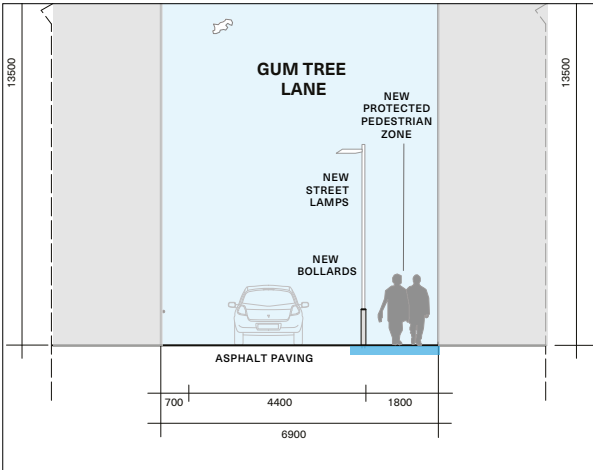 GUM TREE
LANE
13500
13500
NEW
PROTECTED
PEDESTRIAN
ZONE
NEW
STREET
LAMPS
NEW
BOLLARDS
ASPHALT PAVING
700
4400
1800
6900